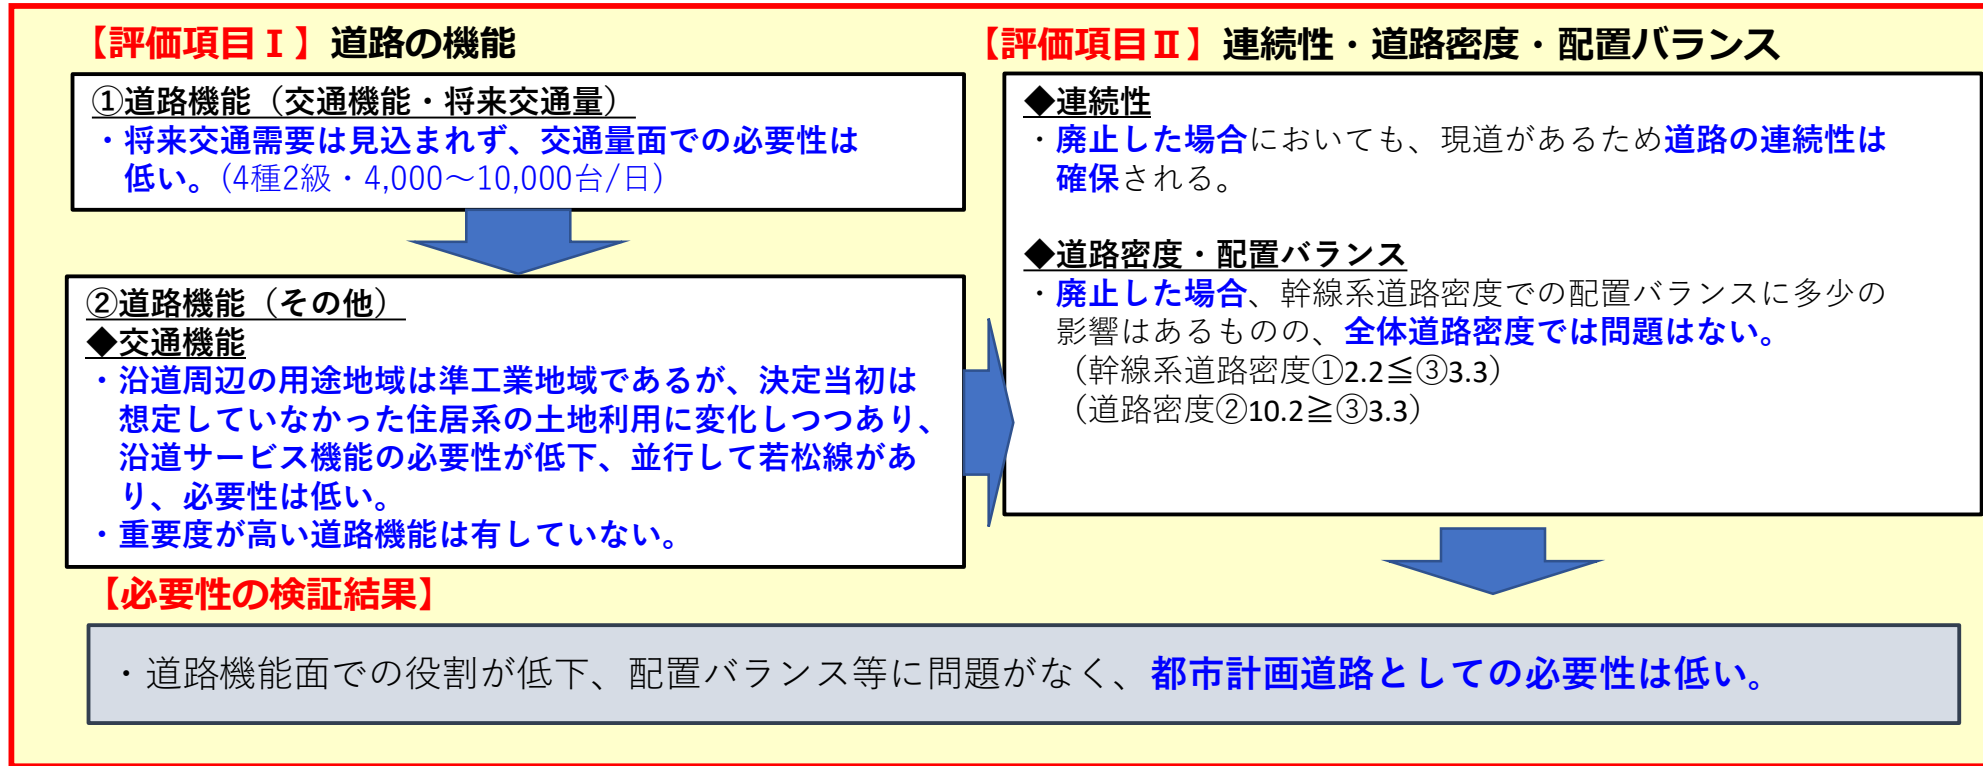 【評価項目Ⅰ】道路の機能
①道路機能（交通機能・将来交通量）
・将来交通需要は見込まれず、交通量面での必要性は
低い。（4種2級・4,000～10,000台/日）
②道路機能（その他）
◆交通機能
・沿道周辺の用途地域は準工業地域であるが、決定当初は
想定していなかった住居系の土地利用に変化しつつあり、
沿道サービス機能の必要性が低下、並行して若松線があ
り、必要性は低い。
・重要度が高い道路機能は有していない。
【評価項目Ⅱ】連続性・道路密度・配置バランス
◆連続性
・廃止した場合においても、現道があるため道路の連続性は
確保される。
◆道路密度・配置バランス
・廃止した場合、幹線系道路密度での配置バランスに多少の
影響はあるものの、全体道路密度では問題はない。
（幹線系道路密度①2.2≦③3.3）
（道路密度②10.2≧③3.3）
【必要性の検証結果】
・道路機能面での役割が低下、配置バランス等に問題がなく、都市計画道路としての必要性は低い。